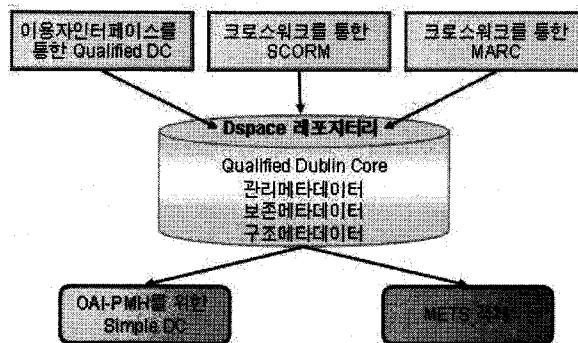 이용자인터페이스를
통한 Qualified DC
크로스워크를 통한
SCORM
크로스워크를 통한
MARC
Dspace 레포지터리
Qualified Dublin Core
관리메타데이터
보존메타데이터
구조메타데이터
OAI-PMH를 위한
Simple DC
METS